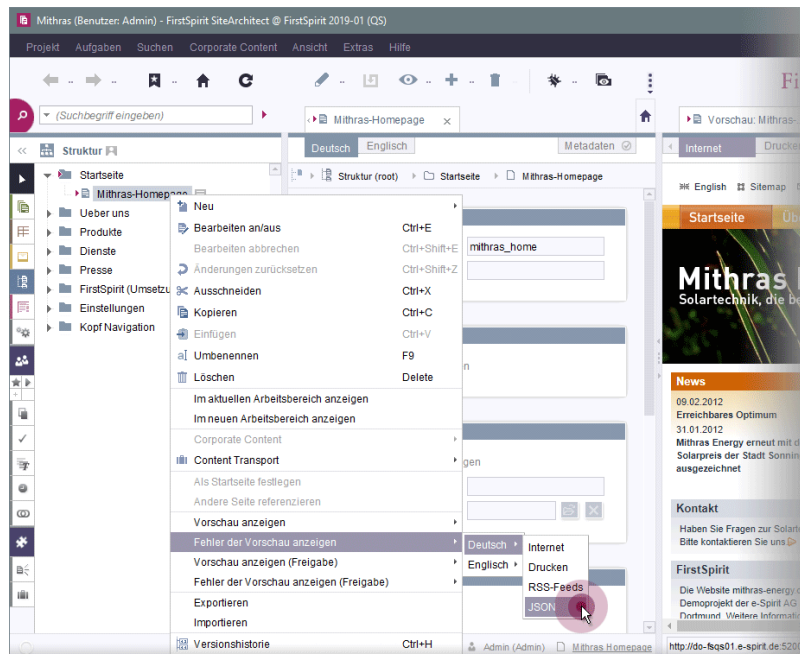 Mithras (Benutzer: Admin) - FirstSpirit SiteArchitect @ FirstSpirit 2019-01 (QS)
Projekt Aufgaben Suchen Corporate Content Ansicht Extras Hilfe
Fi
(Suchbegriff eingeben)
Mithras-Homepage
Vorschau: Mithras-
Struktur
Deutsch Englisch Metadaten
Internet Drucke
Startseite
Mithras-Homepage
Ueber uns
Produkte
Dienste
Presse
FirstSpirit (Umsetzu
Einstellungen
Kopf Navigation
Struktur (root) Startseite Mithras-Homepage
mithras_home
n
gen
Neu
Bearbeiten an/aus Ctrl+E
Bearbeiten abbrechen Ctrl+Shift+E
Änderungen zurücksetzen Ctrl+Shift+Z
Ausschneiden Ctrl+X
Kopieren Ctrl+C
Einfügen Ctrl+V
Umbenennen F9
Löschen Delete
Im aktuellen Arbeitsbereich anzeigen
Im neuen Arbeitsbereich anzeigen
Corporate Content
Content Transport
Als Startseite festlegen
Andere Seite referenzieren
Vorschau anzeigen
Fehler der Vorschau anzeigen
Vorschau anzeigen (Freigabe)
Fehler der Vorschau anzeigen (Freigabe)
Exportieren
Importieren
Versionshistorie Ctrl+H
Deutsch
Englisch
Internet
Drucken
RSS-Feeds
JSON
Admin (Admin) Mithras Homepage
English Sitemap
Startseite Üb
Mithras
Solartechnik, die be
News
09.02.2012
Erreichbares Optimum
31.01.2012
Mithras Energy erneut mit d
Solarpreis der Stadt Sonnin
ausgezeichnet
Kontakt
Haben Sie Fragen zur Solart
Bitte kontaktieren Sie uns
FirstSpirit
Die Website mithras-energy.
Demoprojekt der e-Spirit AG
Dortmund. Weitere Informatio
http://do-fsqs01.e-spirit.de:5200